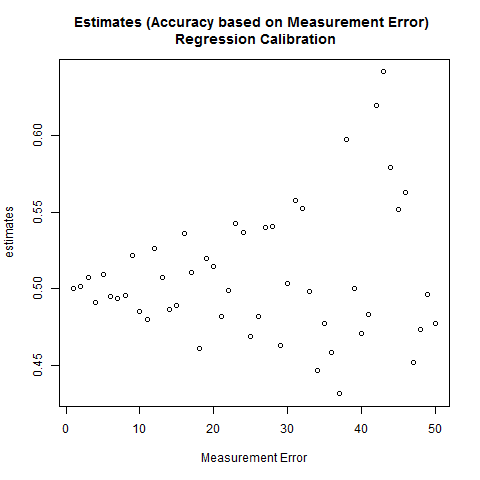 Estimates (Accuracy based on Measurement Error)
Regression Calibration
estimates
0.60
0.55
0.50
0.45
0 10 20 30 40 50
Measurement Error